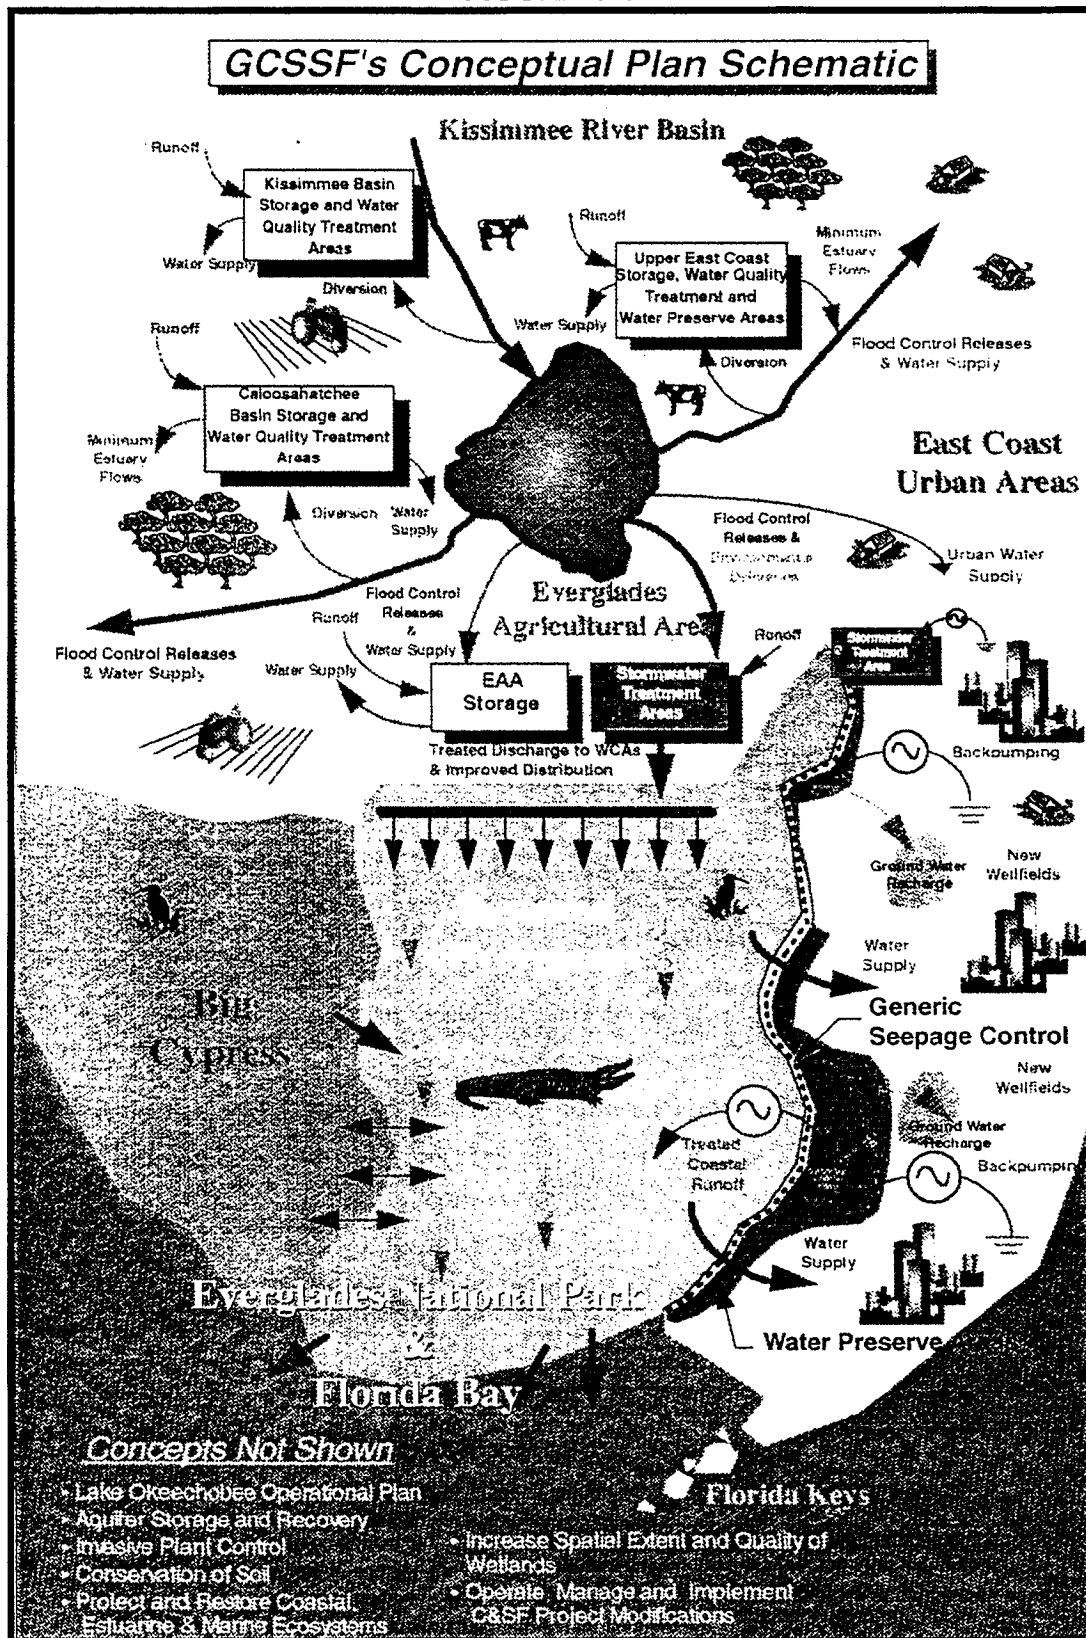 GCSSF's Conceptual Plan Schematic
Kissimmee River Basin
Runoff
Kissimmee Basin
Storage and Water
Quality Treatment
Areas
Water Supply
Diversion
Runoff
Upper East Coast
Storage, Water Quality
Treatment and
Water Preserve Areas
Water Supply
Diversion
Minimum
Estuary
Flows
Flood Control Releases
& Water Supply
Runoff
Caloosahatchee
Basin Storage and
Water Quality Treatment
Areas
Minimum
Estuary
Flows
Diversion
Water
Supply
East Coast
Urban Areas
Flood Control
Releases &
Environmental
Deliveries
Urban Water
Supply
Everglades
Agricultural Area
Flood Control
Releases
&
Water Supply
Flood Control Releases
& Water Supply
Runoff
Water Supply
EAA
Storage
Stormwater
Treatment
Areas
Runoff
Stormwater
Treatment
Area
Treated Discharge to WCAs
& Improved Distribution
Backpumping
Ground Water
Recharge
New
Wellfields
Water
Supply
Big
Cypress
Generic
Seepage Control
New
Wellfields
Ground Water
Recharge
Treated
Coastal
Runoff
Backpumping
Water
Supply
Everglades National Park
&
Florida Bay
Water Preserve
Florida Keys
Concepts Not Shown
• Lake Okeechobee Operational Plan
• Aquifer Storage and Recovery
• Invasive Plant Control
• Conservation of Soil
• Protect and Restore Coastal,
Estuarine & Marine Ecosystems
• Increase Spatial Extent and Quality of
Wetlands
• Operate, Manage and Implement
C&SF Project Modifications